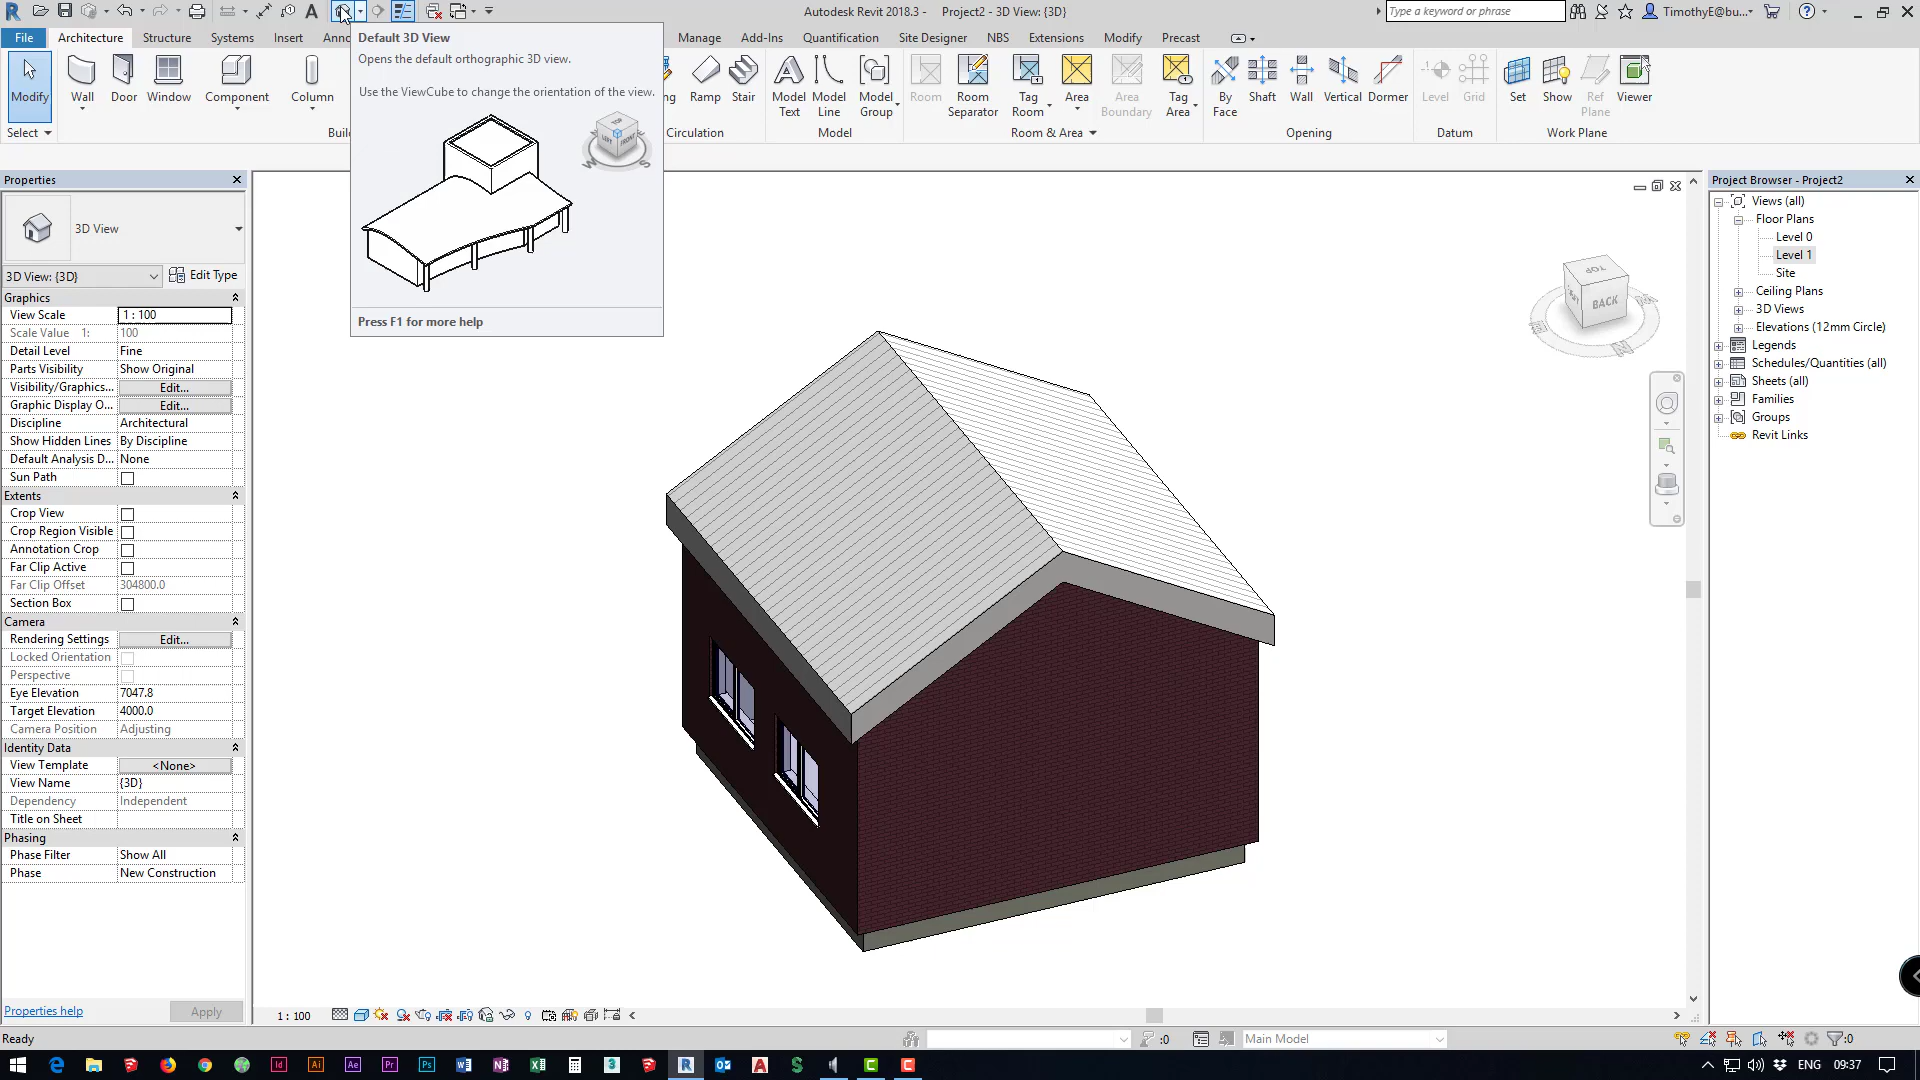 Autodesk Revit 2018.3 - Project2 - 3D View: {3D}
Type a keyword or phrase
TimothyE@bu...
File Architecture Structure Systems Insert Manage Add-Ins Quantification Site Designer NBS Extensions Modify Precast
Modify Wall Door Window Component Column Ramp Stair Model Text Model Line Model Group Room Room Separator Tag Room Area Area Boundary Tag Area By Face Shaft Wall Vertical Dormer Level Grid Set Show Ref Plane Viewer
Select Circulation Model Room & Area Opening Datum Work Plane
Default 3D View
Opens the default orthographic 3D view.
Use the ViewCube to change the orientation of the view.
TOP
LEFT FRONT
W S
Press F1 for more help
Properties
3D View
3D View: {3D} Edit Type
Graphics
View Scale 1 : 100
Scale Value 1: 100
Detail Level Fine
Parts Visibility Show Original
Visibility/Graphics... Edit...
Graphic Display O... Edit...
Discipline Architectural
Show Hidden Lines By Discipline
Default Analysis D... None
Sun Path
Extents
Crop View
Crop Region Visible
Annotation Crop
Far Clip Active
Far Clip Offset 304800.0
Section Box
Camera
Rendering Settings Edit...
Locked Orientation
Perspective
Eye Elevation 7047.8
Target Elevation 4000.0
Camera Position Adjusting
Identity Data
View Template <None>
View Name {3D}
Dependency Independent
Title on Sheet
Phasing
Phase Filter Show All
Phase New Construction
Properties help Apply
TOP
BACK
Project Browser - Project2
Views (all)
Floor Plans
Level 0
Level 1
Site
Ceiling Plans
3D Views
Elevations (12mm Circle)
Legends
Schedules/Quantities (all)
Sheets (all)
Families
Groups
Revit Links
1 : 100
Ready
:0
Main Model
:0
ENG 09:37